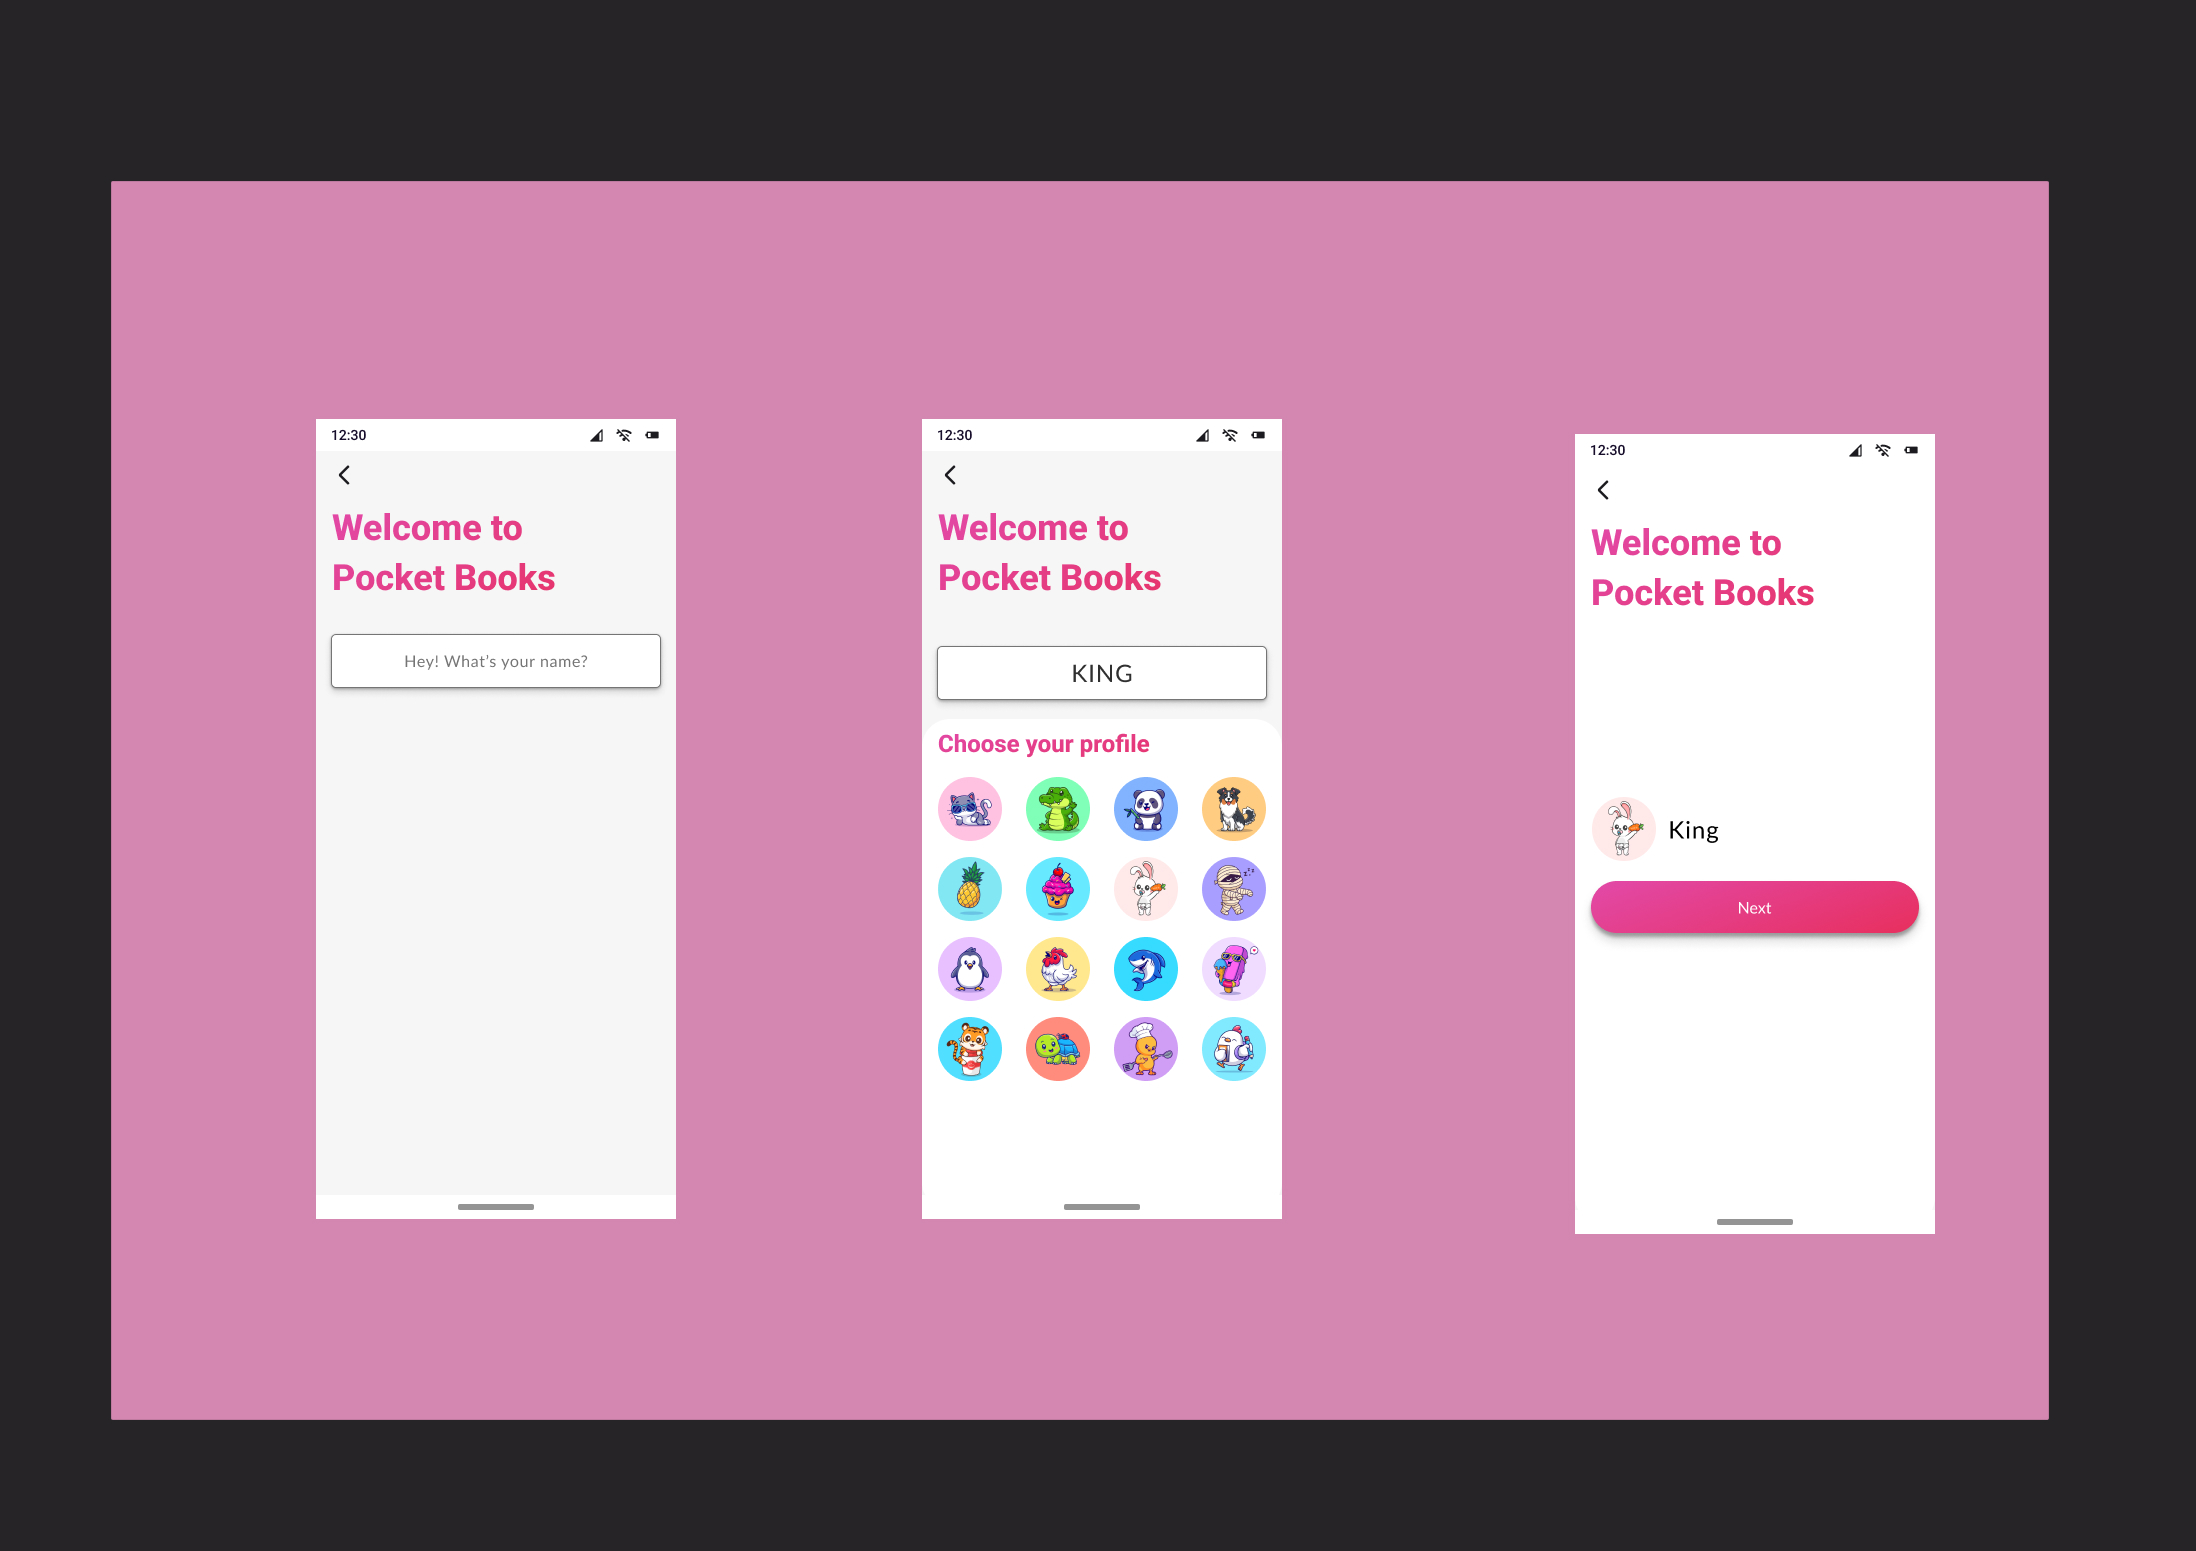 12:30
Welcome to
Pocket Books
Hey! What's your name?
12:30
Welcome to
Pocket Books
KING
Choose your profile
z z z
12:30
Welcome to
Pocket Books
King
Next